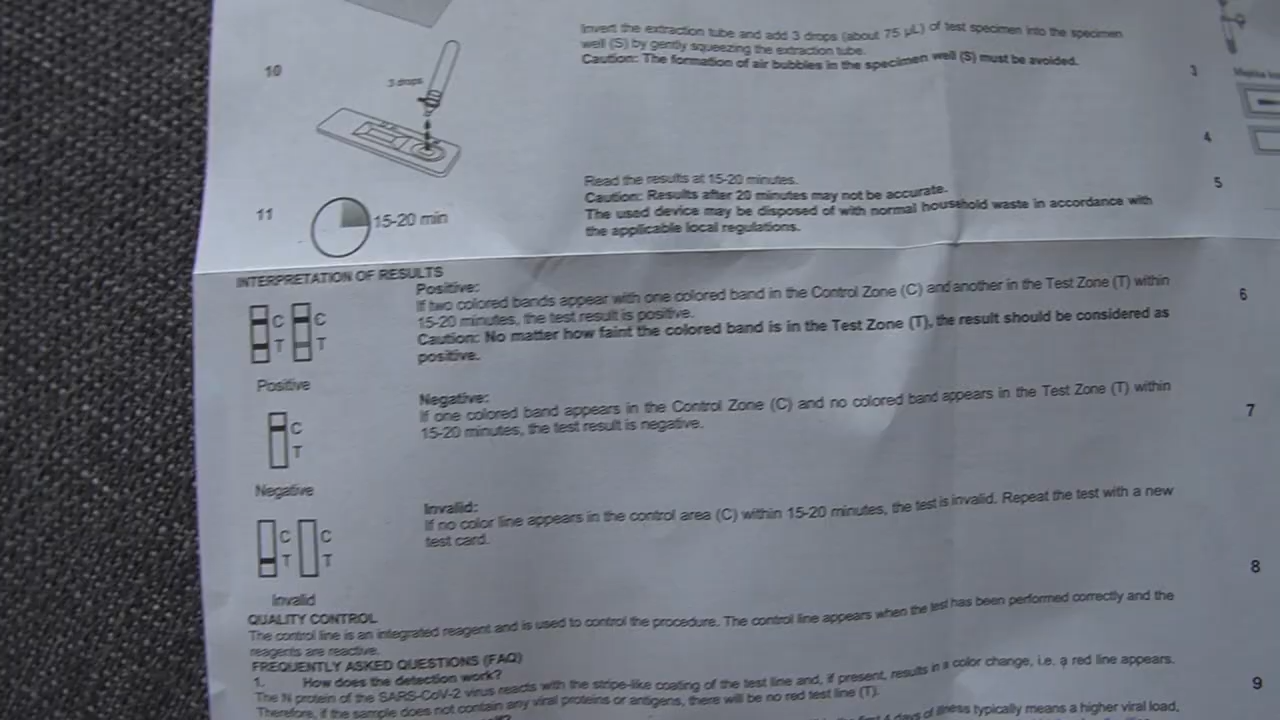 Invert the extraction tube and add 3 drops (about 75 µL) of test specimen into the specimen
well (S) by gently squeezing the extraction tube.
Caution: The formation of air bubbles in the specimen well (S) must be avoided.
10
3 drops
3
4
5
Read the results at 15-20 minutes.
Caution: Results after 20 minutes may not be accurate.
The used device may be disposed of with normal household waste in accordance with
the applicable local regulations.
11
15-20 min
INTERPRETATION OF RESULTS
Positive:
If two colored bands appear with one colored band in the Control Zone (C) and another in the Test Zone (T) within
15-20 minutes, the test result is positive.
Caution: No matter how faint the colored band is in the Test Zone (T), the result should be considered as
positive.
C C
T T
Positive
6
Negative:
If one colored band appears in the Control Zone (C) and no colored band appears in the Test Zone (T) within
15-20 minutes, the test result is negative.
C
T
Negative
7
Invalid:
If no color line appears in the control area (C) within 15-20 minutes, the test is invalid. Repeat the test with a new
test card.
C C
T T
Invalid
8
QUALITY CONTROL
The control line is an integrated reagent and is used to control the procedure. The control line appears when the test has been performed correctly and the
reagents are reactive.
FREQUENTLY ASKED QUESTIONS (FAQ)
1. How does the detection work?
The N protein of the SARS-CoV-2 virus reacts with the stripe-like coating of the test line and, if present, results in a color change, i.e. a red line appears.
Therefore, if the sample does not contain any viral proteins or antigens, there will be no red test line (T).
9
days of illness typically means a higher viral load,